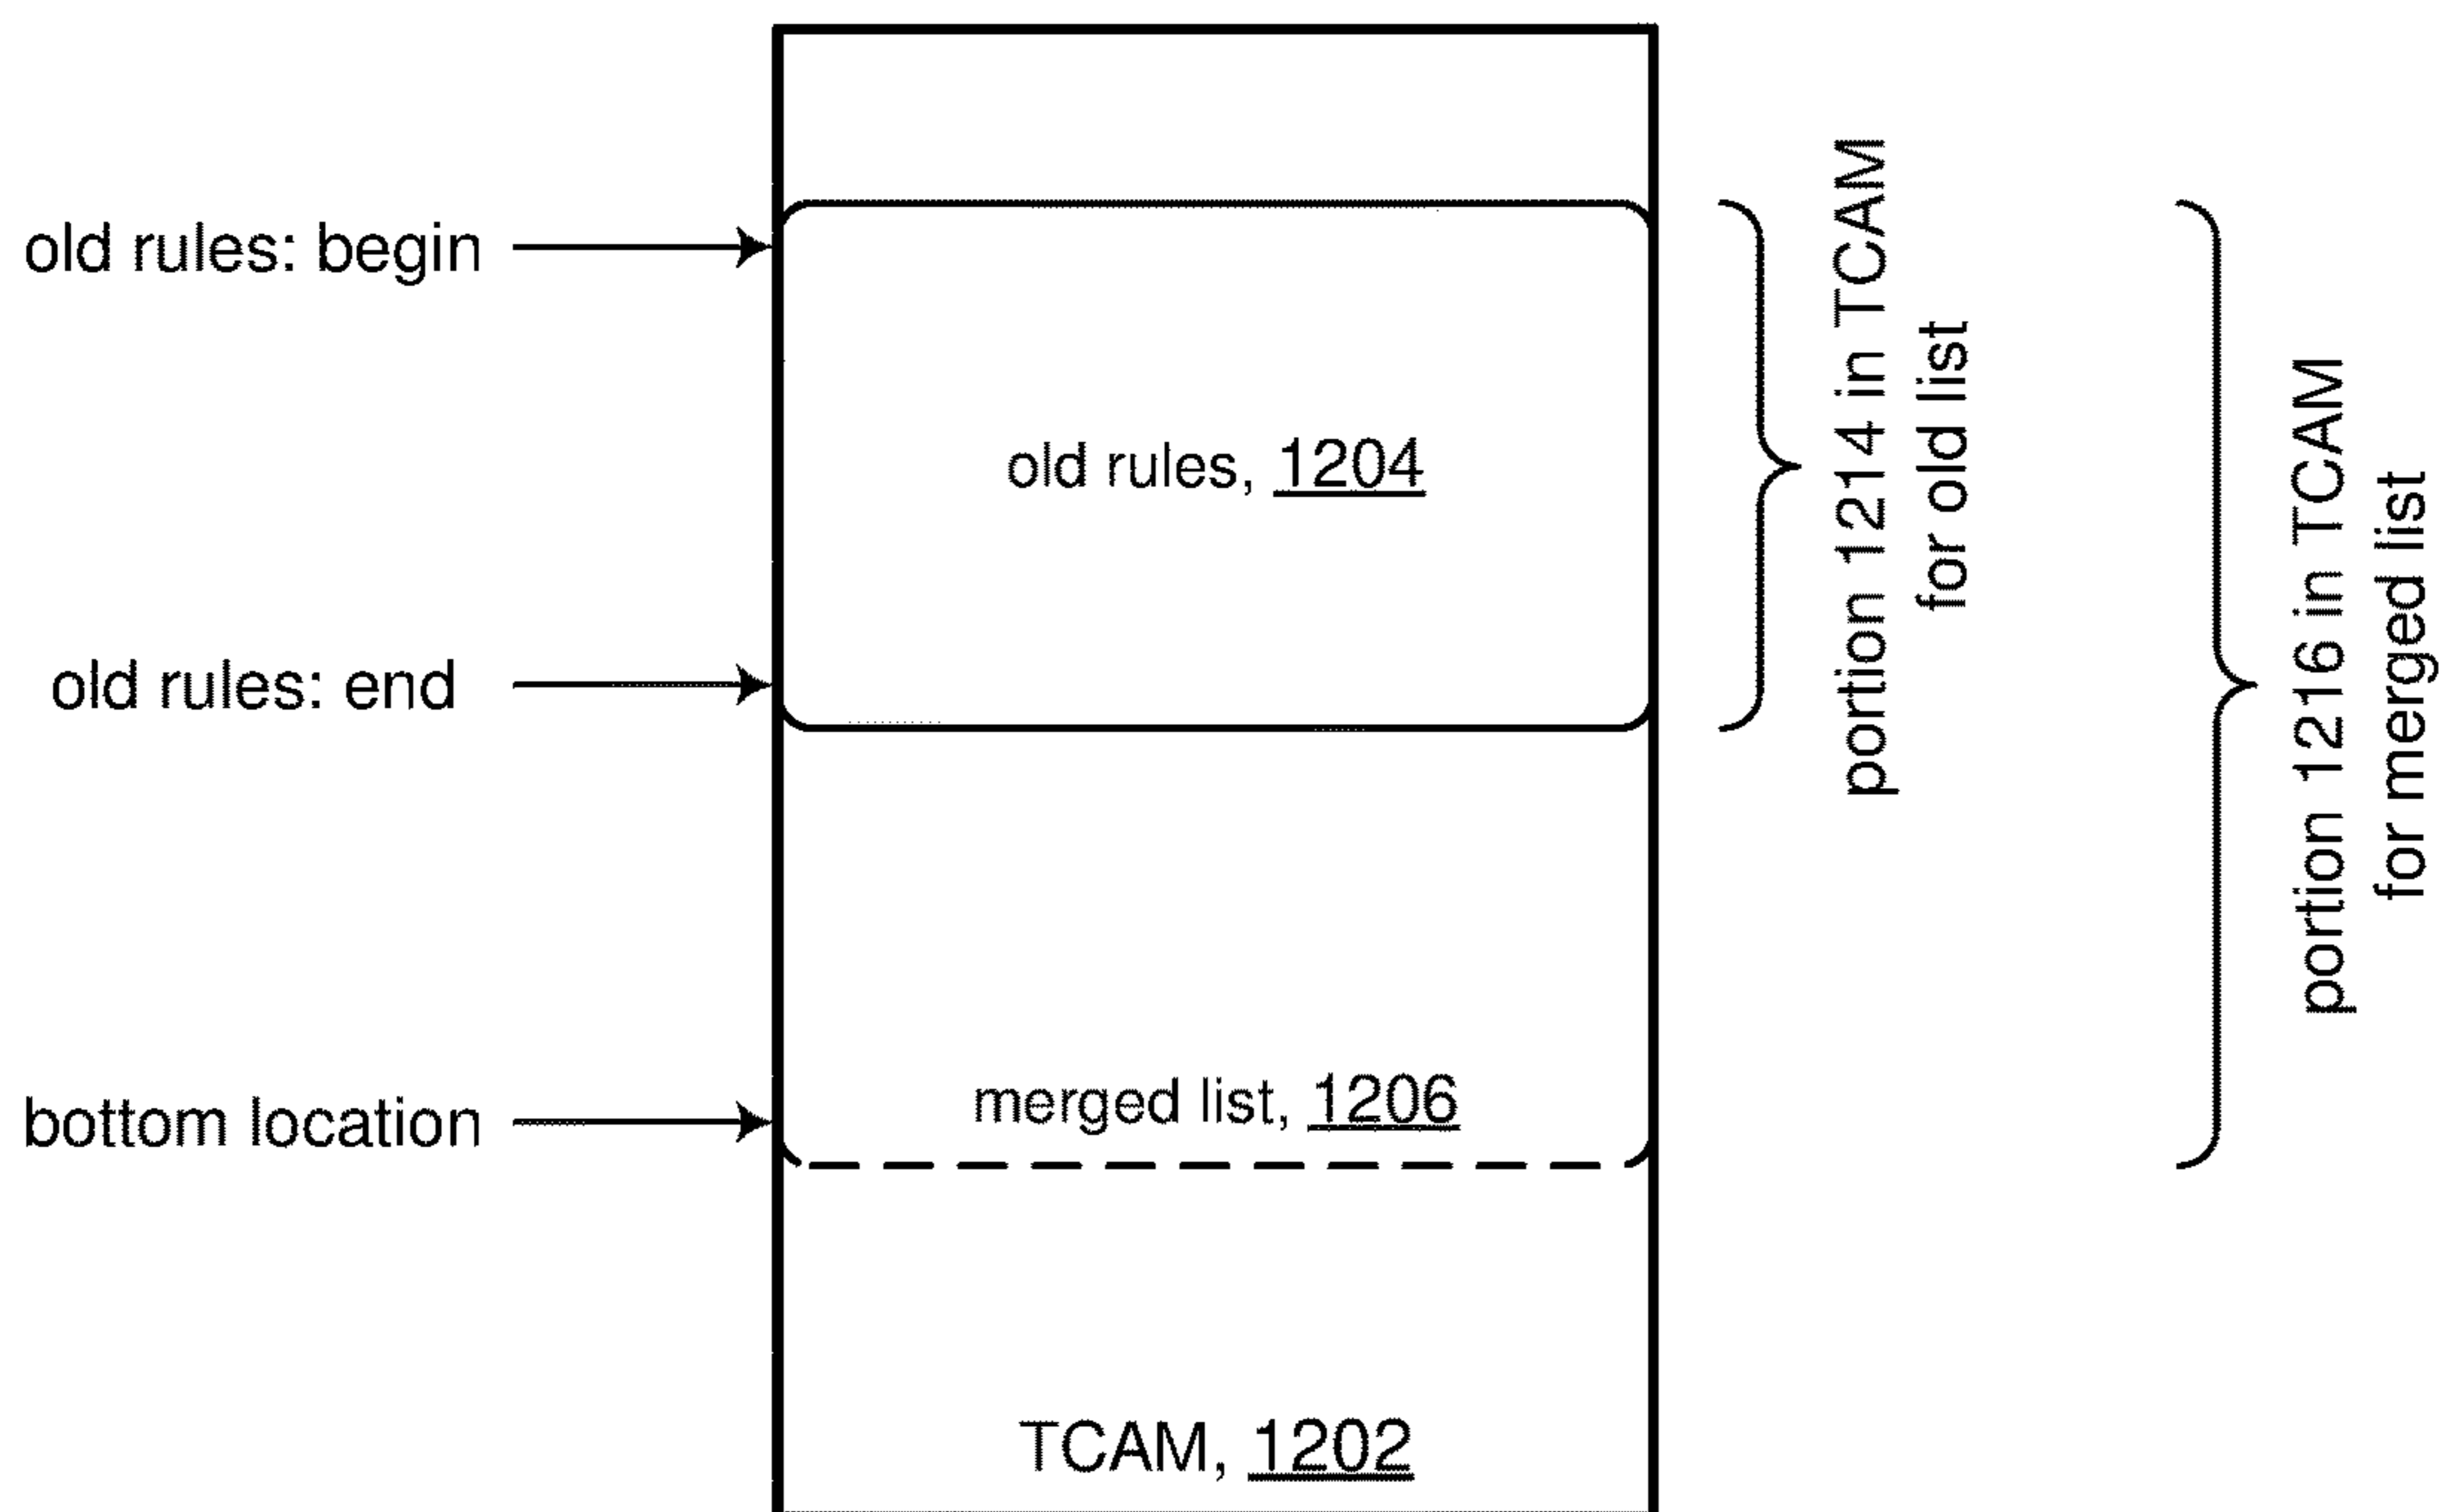 old rules: begin
old rules, 1204
old rules: end
portion 1214 in TCAM
for old list
portion 1216 in TCAM
for merged list
merged list, 1206
bottom location
TCAM, 1202